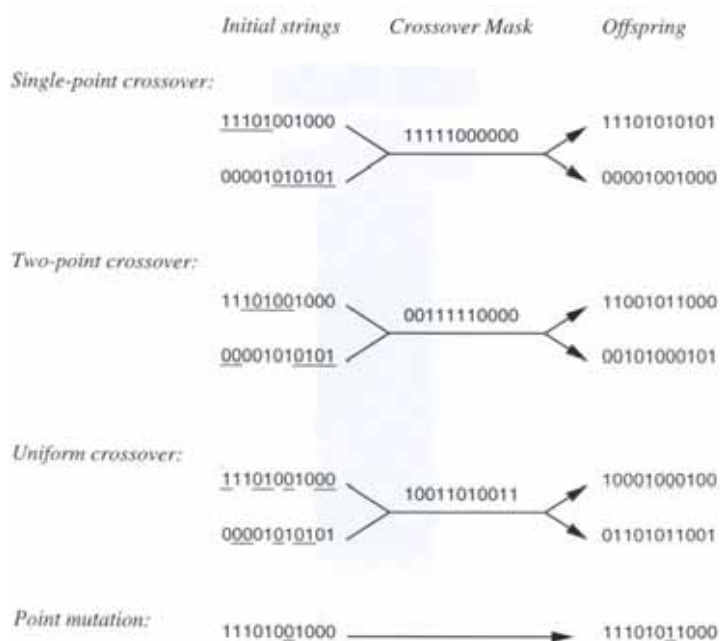 Initial strings Crossover Mask Offspring
Single-point crossover:
11101001000 11111000000 11101010101
00001010101 00001001000
Two-point crossover:
11101001000 00111110000 11001011000
00001010101 00101000101
Uniform crossover:
11101001000 10011010011 10001000100
00001010101 01101011001
Point mutation:
11101001000 11101011000